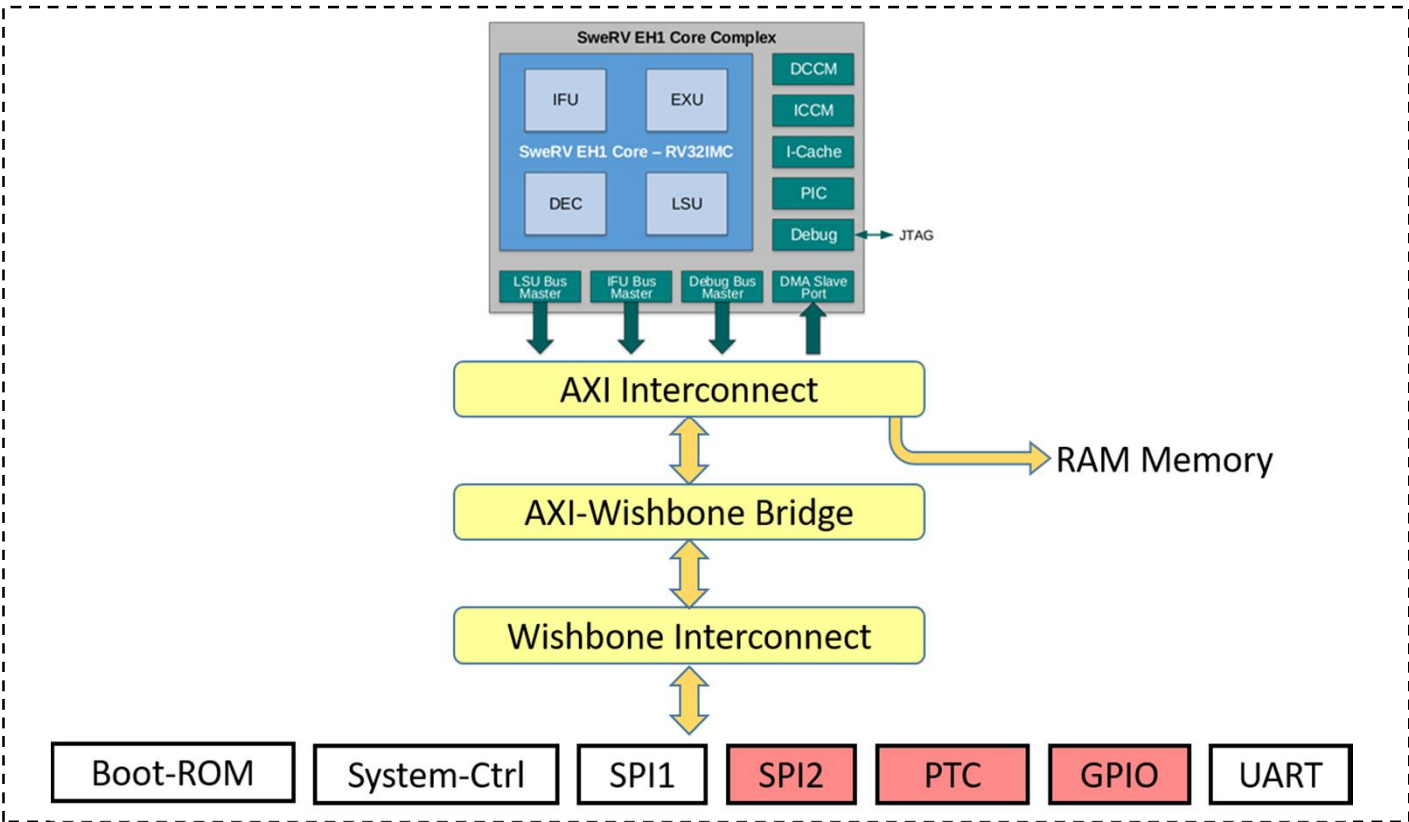 SweRV EH1 Core Complex
IFU
EXU
SweRV EH1 Core – RV32IMC
DEC
LSU
DCCM
ICCM
I-Cache
PIC
Debug
JTAG
LSU Bus
Master
IFU Bus
Master
Debug Bus
Master
DMA Slave
Port
AXI Interconnect
RAM Memory
AXI-Wishbone Bridge
Wishbone Interconnect
Boot-ROM
System-Ctrl
SPI1
SPI2
PTC
GPIO
UART